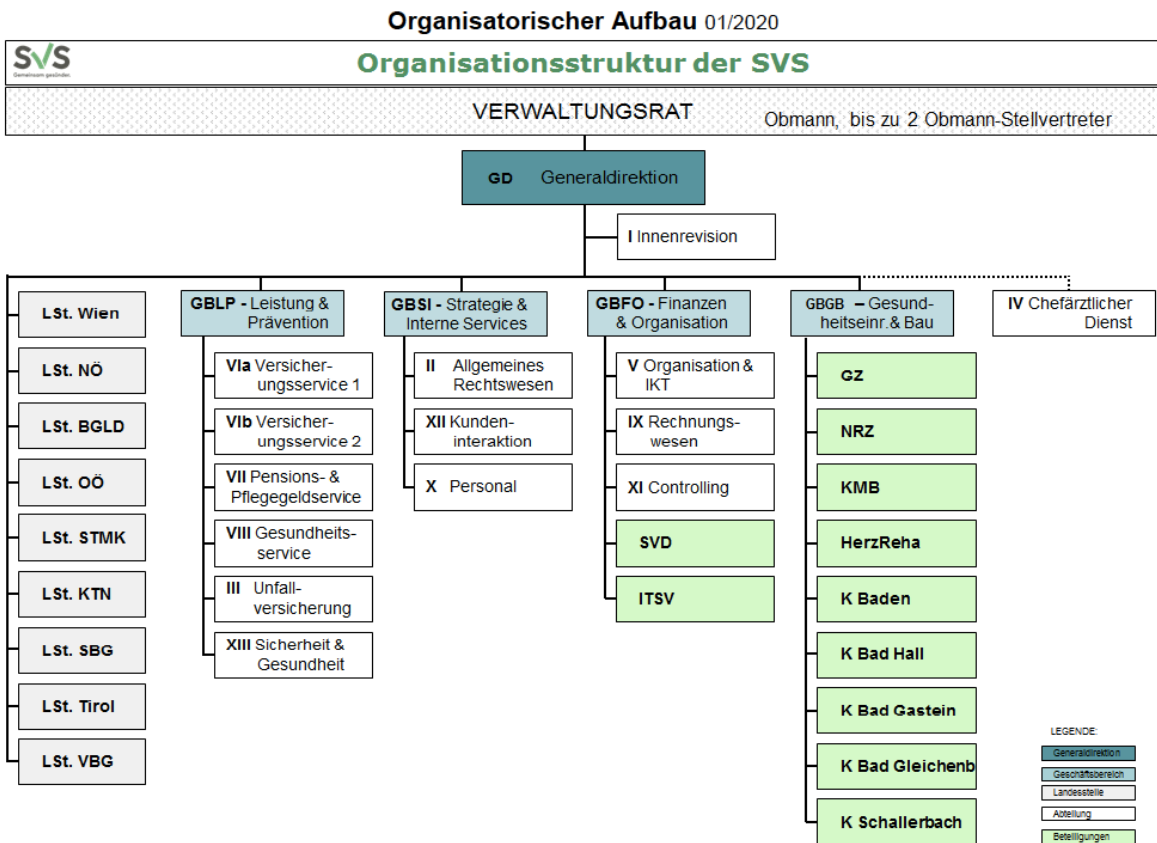 Organisatorischer Aufbau 01/2020
SVS
Gemeinsam gesünder.
Organisationsstruktur der SVS
VERWALTUNGSRAT
Obmann, bis zu 2 Obmann-Stellvertreter
GD Generaldirektion
I Innenrevision
LSt. Wien
LSt. NÖ
LSt. BGLD
LSt. OÖ
LSt. STMK
LSt. KTN
LSt. SBG
LSt. Tirol
LSt. VBG
GBLP - Leistung &
Prävention
VIa Versicher-
ungsservice 1
VIb Versicher-
ungsservice 2
VII Pensions- &
Pflegegeldservice
VIII Gesundheits-
service
III Unfall-
versicherung
XIII Sicherheit &
Gesundheit
GBSI - Strategie &
Interne Services
II Allgemeines
Rechtswesen
XII Kunden-
interaktion
X Personal
GBFO - Finanzen
& Organisation
V Organisation &
IKT
IX Rechnungs-
wesen
XI Controlling
SVD
ITSV
GBGB – Gesund-
heitseinr.& Bau
GZ
NRZ
KMB
HerzReha
K Baden
K Bad Hall
K Bad Gastein
K Bad Gleichenb
K Schallerbach
IV Chefärztlicher
Dienst
LEGENDE:
Generaldirektion
Geschäftsbereich
Landesstelle
Abteilung
Beteiligungen